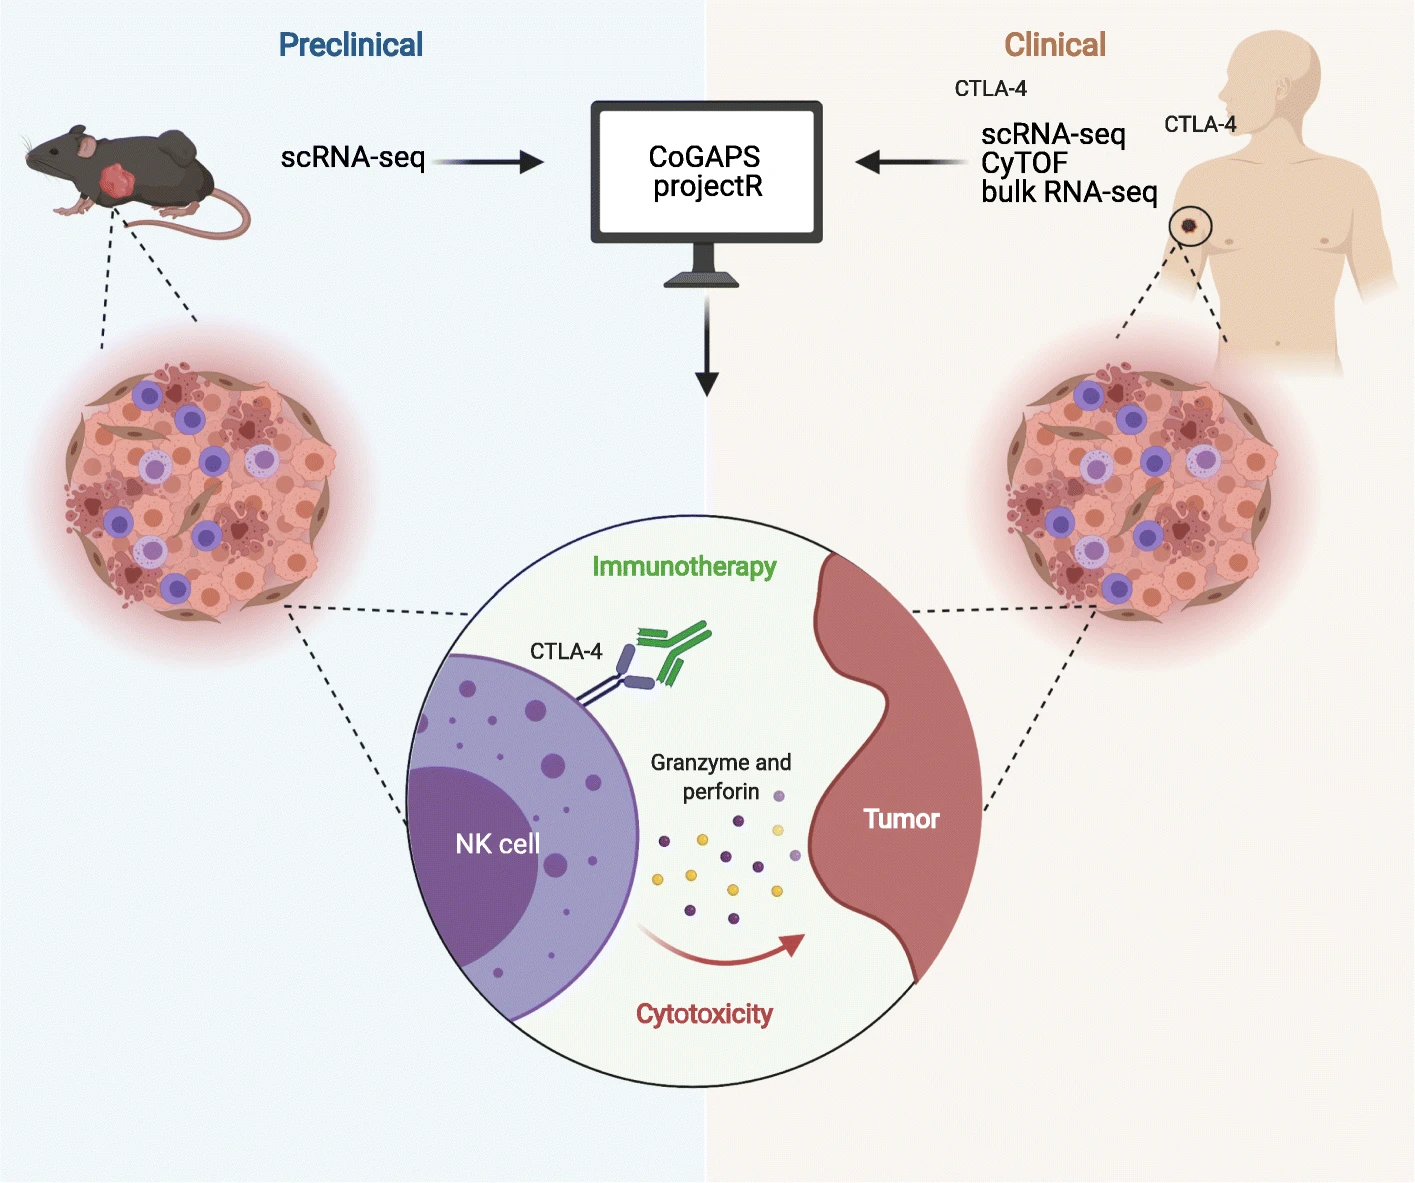 Preclinical
Clinical
CTLA-4
CTLA-4
scRNA-seq
CoGAPS
projectR
scRNA-seq
CyTOF
bulk RNA-seq
Immunotherapy
CTLA-4
Granzyme and
perforin
NK cell
Tumor
Cytotoxicity